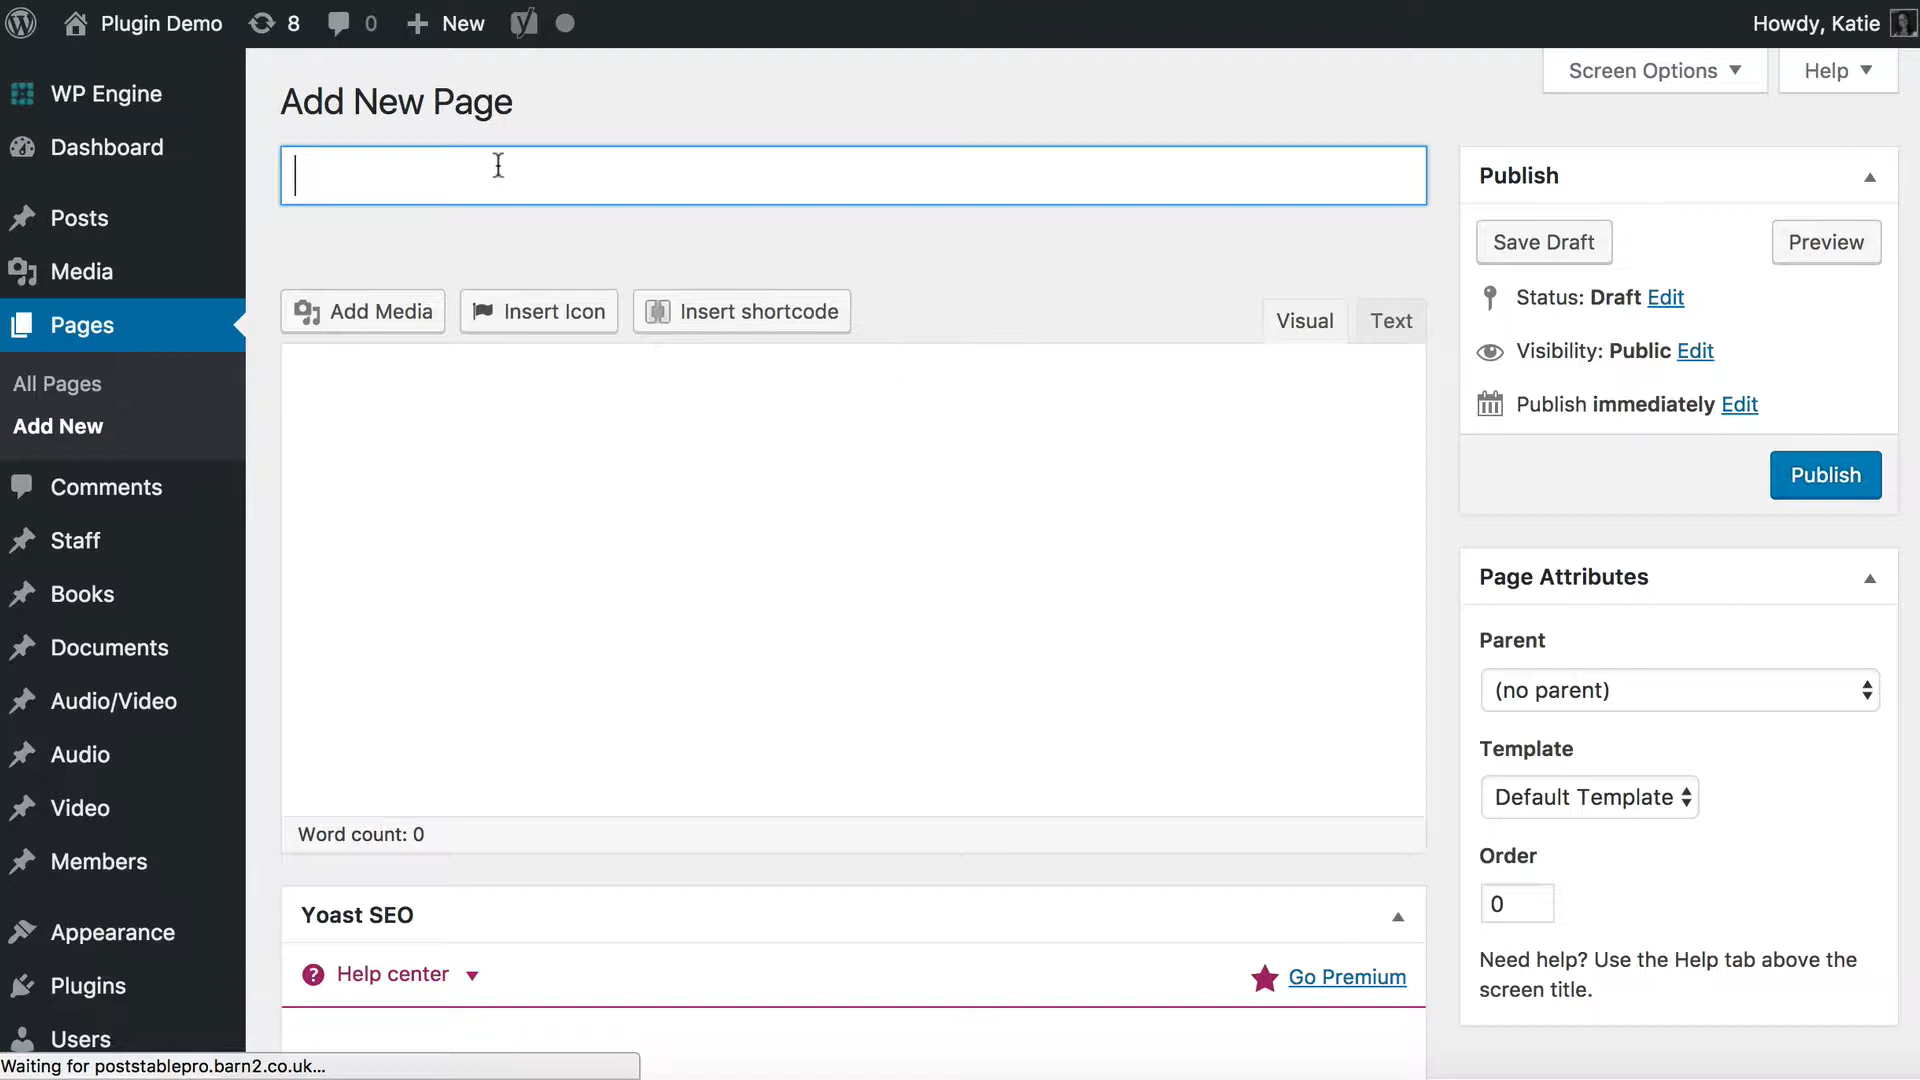 Plugin Demo
8
0
New
Howdy, Katie
WP Engine
Dashboard
Posts
Media
Pages
All Pages
Add New
Comments
Staff
Books
Documents
Audio/Video
Audio
Video
Members
Appearance
Plugins
Users
Screen Options
Help
Add New Page
Add Media
Insert Icon
Insert shortcode
Visual
Text
Word count: 0
Yoast SEO
Help center
Go Premium
Publish
Save Draft
Preview
Status: Draft Edit
Visibility: Public Edit
Publish immediately Edit
Publish
Page Attributes
Parent
(no parent)
Template
Default Template
Order
0
Need help? Use the Help tab above the
screen title.
Waiting for poststablepro.barn2.co.uk...